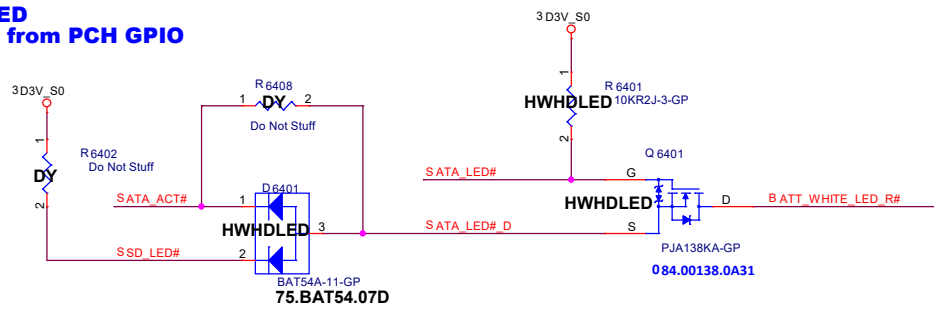 ED
from PCH GPIO
3D3V_S0
3D3V_S0
R6408
1
DY
2
Do Not Stuff
1
R6401
HWHDLED
10KR2J-3-GP
2
1
R6402
Do Not Stuff
DY
2
SATA_LED#
G
Q6401
SATA_ACT#
1
D6401
HWHDLED
3
HWHDLED
D
BATT_WHITE_LED_R#
SATA_LED#_D
S
SSD_LED#
2
BAT54A-11-GP
75.BAT54.07D
PJA138KA-GP
084.00138.0A31